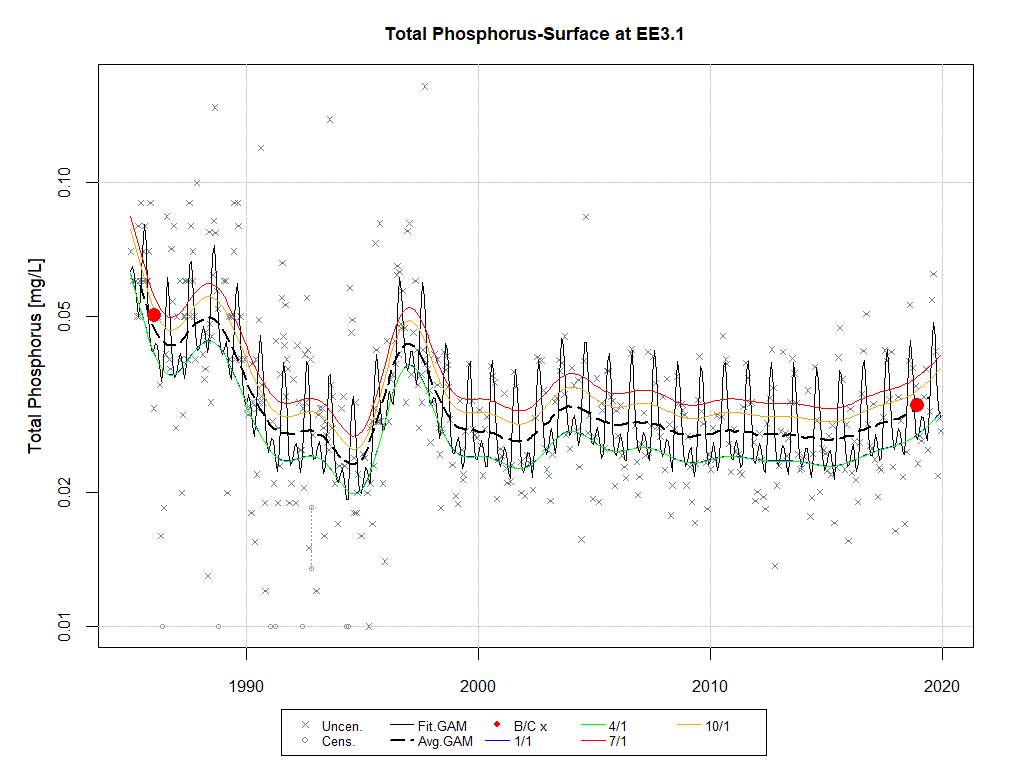 Total Phosphorus-Surface at EE3.1
Total Phosphorus [mg/L]
0.10
0.05
0.02
0.01
1990 2000 2010 2020
Uncen. Fit.GAM B/C x 4/1 10/1
Cens. Avg.GAM 1/1 7/1